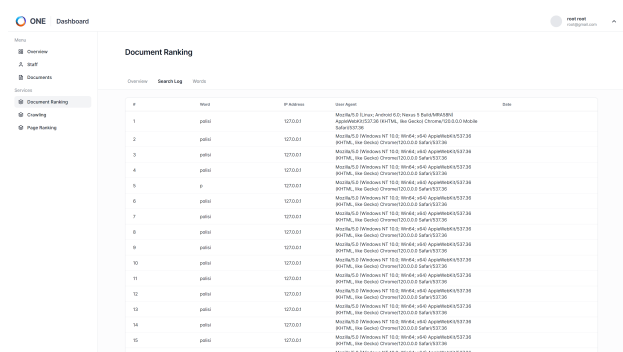 ONE Dashboard
root root
root@gmail.com
Menu
Overview
Staff
Documents
Services
Document Ranking
Crawling
Page Ranking
Document Ranking
Overview Search Log Words
# Word IP Address User Agent Date
1 polisi 127.0.0.1 Mozilla/5.0 (Linux; Android 6.0; Nexus 5 Build/MRA58N)
AppleWebKit/537.36 (KHTML, like Gecko) Chrome/120.0.0.0 Mobile
Safari/537.36
2 polisi 127.0.0.1 Mozilla/5.0 (Windows NT 10.0; Win64; x64) AppleWebKit/537.36
(KHTML, like Gecko) Chrome/120.0.0.0 Safari/537.36
3 polisi 127.0.0.1 Mozilla/5.0 (Windows NT 10.0; Win64; x64) AppleWebKit/537.36
(KHTML, like Gecko) Chrome/120.0.0.0 Safari/537.36
4 polisi 127.0.0.1 Mozilla/5.0 (Windows NT 10.0; Win64; x64) AppleWebKit/537.36
(KHTML, like Gecko) Chrome/120.0.0.0 Safari/537.36
5 p 127.0.0.1 Mozilla/5.0 (Windows NT 10.0; Win64; x64) AppleWebKit/537.36
(KHTML, like Gecko) Chrome/120.0.0.0 Safari/537.36
6 polisi 127.0.0.1 Mozilla/5.0 (Windows NT 10.0; Win64; x64) AppleWebKit/537.36
(KHTML, like Gecko) Chrome/120.0.0.0 Safari/537.36
7 polisi 127.0.0.1 Mozilla/5.0 (Windows NT 10.0; Win64; x64) AppleWebKit/537.36
(KHTML, like Gecko) Chrome/120.0.0.0 Safari/537.36
8 polisi 127.0.0.1 Mozilla/5.0 (Windows NT 10.0; Win64; x64) AppleWebKit/537.36
(KHTML, like Gecko) Chrome/120.0.0.0 Safari/537.36
9 polisi 127.0.0.1 Mozilla/5.0 (Windows NT 10.0; Win64; x64) AppleWebKit/537.36
(KHTML, like Gecko) Chrome/120.0.0.0 Safari/537.36
10 polisi 127.0.0.1 Mozilla/5.0 (Windows NT 10.0; Win64; x64) AppleWebKit/537.36
(KHTML, like Gecko) Chrome/120.0.0.0 Safari/537.36
11 polisi 127.0.0.1 Mozilla/5.0 (Windows NT 10.0; Win64; x64) AppleWebKit/537.36
(KHTML, like Gecko) Chrome/120.0.0.0 Safari/537.36
12 polisi 127.0.0.1 Mozilla/5.0 (Windows NT 10.0; Win64; x64) AppleWebKit/537.36
(KHTML, like Gecko) Chrome/120.0.0.0 Safari/537.36
13 polisi 127.0.0.1 Mozilla/5.0 (Windows NT 10.0; Win64; x64) AppleWebKit/537.36
(KHTML, like Gecko) Chrome/120.0.0.0 Safari/537.36
14 polisi 127.0.0.1 Mozilla/5.0 (Windows NT 10.0; Win64; x64) AppleWebKit/537.36
(KHTML, like Gecko) Chrome/120.0.0.0 Safari/537.36
15 polisi 127.0.0.1 Mozilla/5.0 (Windows NT 10.0; Win64; x64) AppleWebKit/537.36
(KHTML, like Gecko) Chrome/120.0.0.0 Safari/537.36